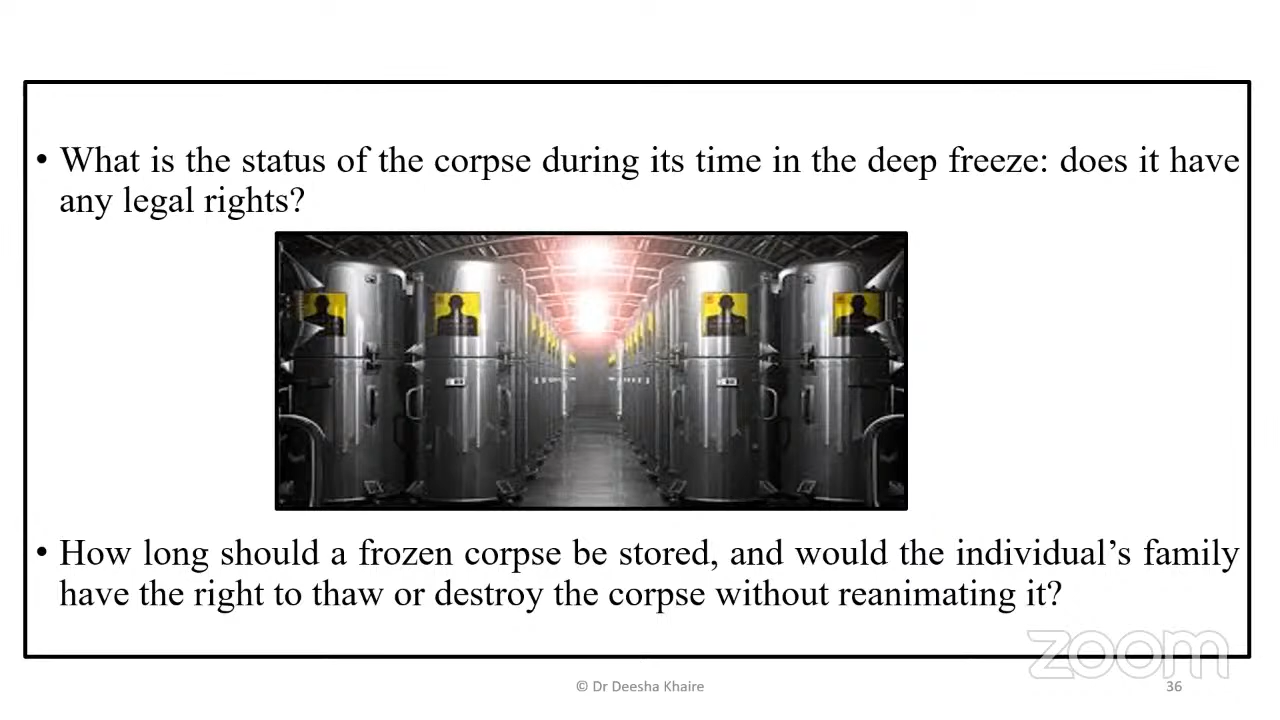 • What is the status of the corpse during its time in the deep freeze: does it have
any legal rights?
• How long should a frozen corpse be stored, and would the individual’s family
have the right to thaw or destroy the corpse without reanimating it?
zoom
© Dr Deesha Khaire
36